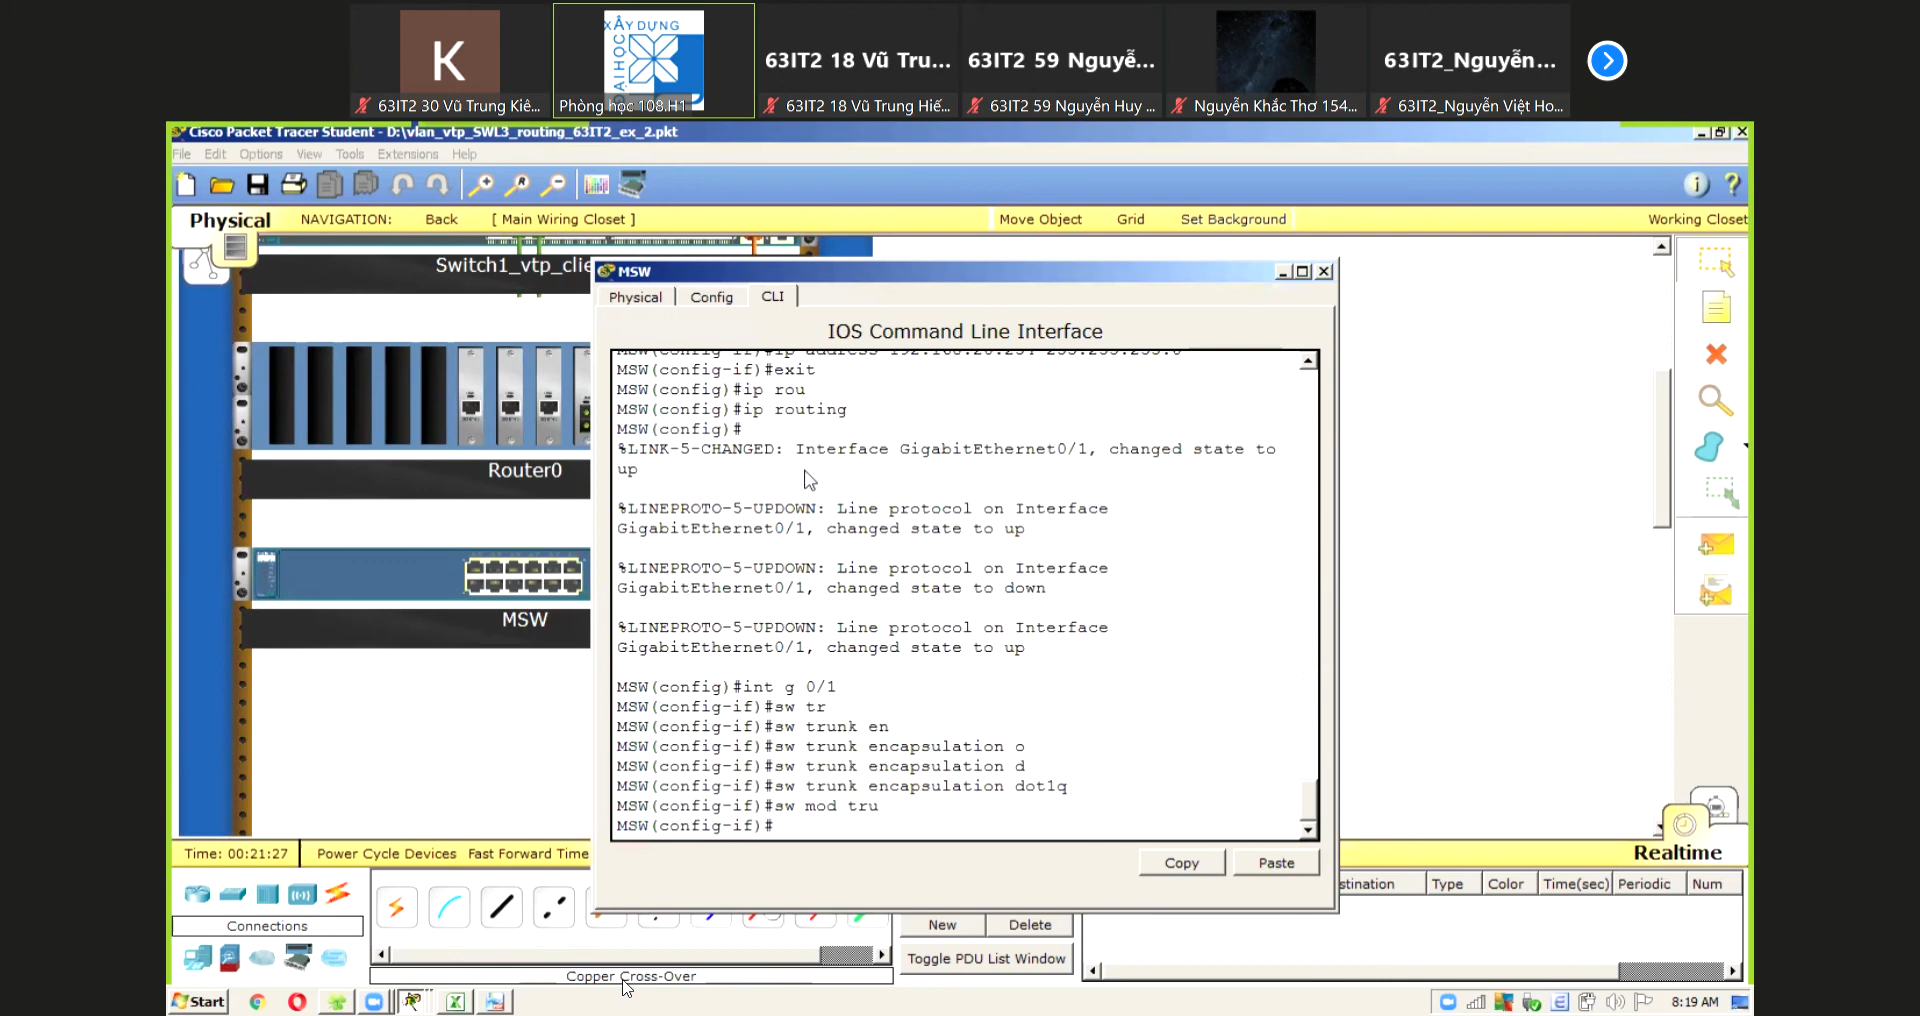 K
XÂY DỰNG
ĐẠI HỌC
63IT2 18 Vũ Tru...
63IT2 59 Nguyễ...
63IT2_Nguyễn...
63IT2 30 Vũ Trung Kiê...
Phòng học 108.H1
63IT2 18 Vũ Trung Hiế...
63IT2 59 Nguyễn Huy ...
Nguyễn Khắc Thơ 154...
63IT2_Nguyễn Việt Ho...
Cisco Packet Tracer Student - D:\vlan_vtp_SWL3_routing_63IT2_ex_2.pkt
File Edit Options View Tools Extensions Help
Physical NAVIGATION: Back [ Main Wiring Closet ] Move Object Grid Set Background Working Closet
Switch1_vtp_clie
Router0
MSW
MSW
Physical Config CLI
IOS Command Line Interface
MSW(config-if)#exit
MSW(config)#ip rou
MSW(config)#ip routing
MSW(config)#
%LINK-5-CHANGED: Interface GigabitEthernet0/1, changed state to
up
%LINEPROTO-5-UPDOWN: Line protocol on Interface
GigabitEthernet0/1, changed state to up
%LINEPROTO-5-UPDOWN: Line protocol on Interface
GigabitEthernet0/1, changed state to down
%LINEPROTO-5-UPDOWN: Line protocol on Interface
GigabitEthernet0/1, changed state to up
MSW(config)#int g 0/1
MSW(config-if)#sw tr
MSW(config-if)#sw trunk en
MSW(config-if)#sw trunk encapsulation o
MSW(config-if)#sw trunk encapsulation d
MSW(config-if)#sw trunk encapsulation dot1q
MSW(config-if)#sw mod tru
MSW(config-if)#
Copy Paste
Time: 00:21:27 Power Cycle Devices Fast Forward Time
Realtime
stination Type Color Time(sec) Periodic Num
Connections
New Delete
Toggle PDU List Window
Copper Cross-Over
Start
8:19 AM